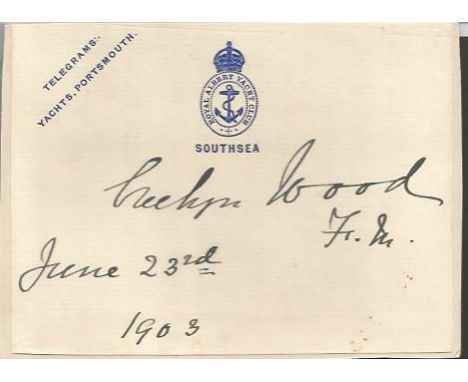 TELEGRAMS:-
YACHTS, PORTSMOUTH.
ROYAL ALBERT YACHT CLUB
SOUTHSEA
Evelyn Wood
F.M.
June 23rd
1903